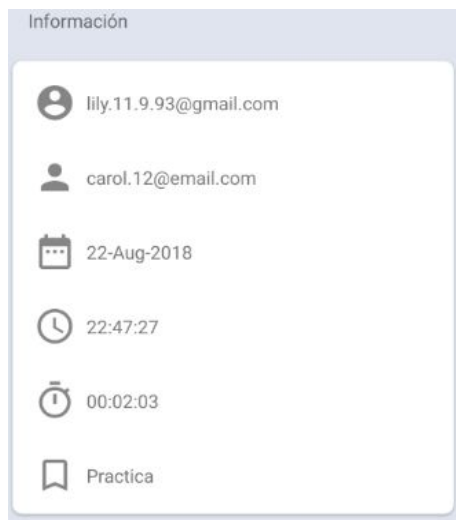 Información
lily.11.9.93@gmail.com
carol.12@email.com
22-Aug-2018
22:47:27
00:02:03
Practica